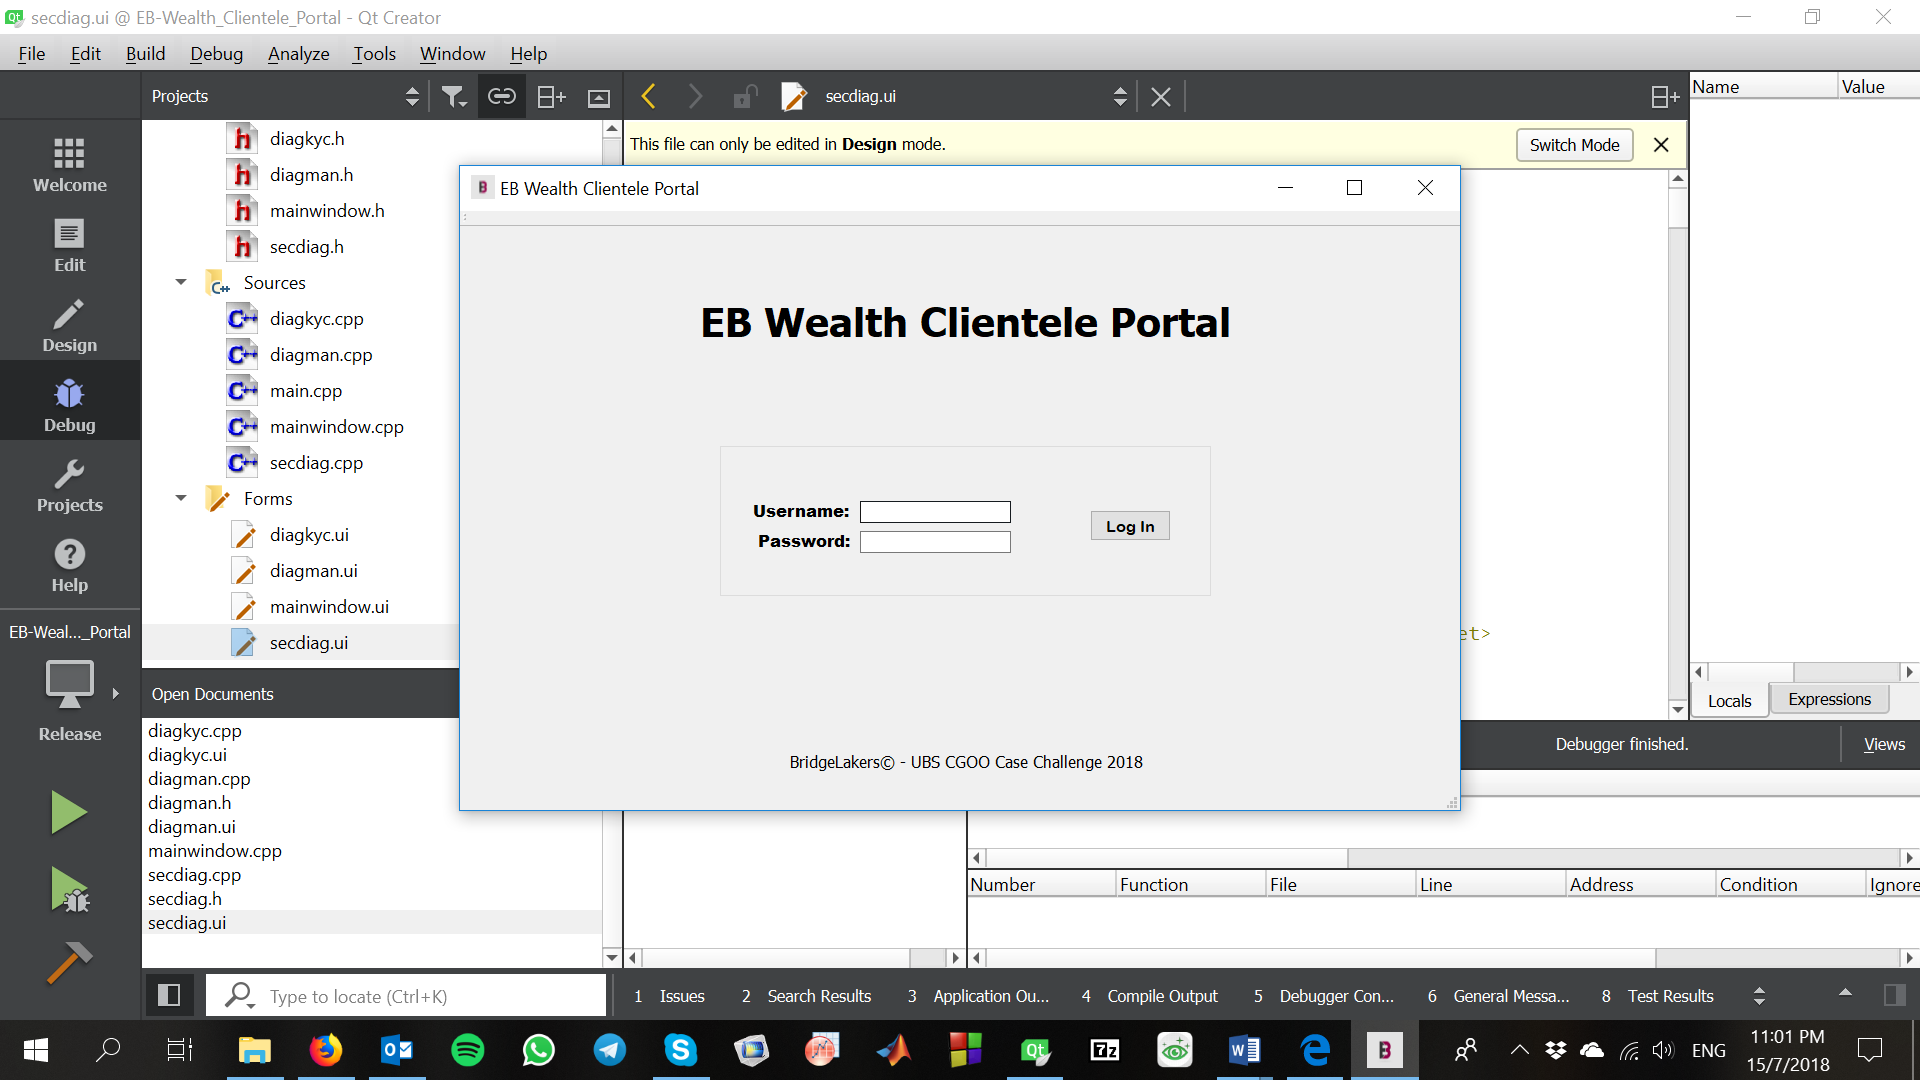 secdiag.ui @ EB-Wealth_Clientele_Portal - Qt Creator
File Edit Build Debug Analyze Tools Window Help
Projects
secdiag.ui
Name Value
This file can only be edited in Design mode.
Switch Mode
Welcome
Edit
Design
Debug
Projects
Help
EB-Weal..._Portal
Release
diagkyc.h
diagman.h
mainwindow.h
secdiag.h
Sources
diagkyc.cpp
diagman.cpp
main.cpp
mainwindow.cpp
secdiag.cpp
Forms
diagkyc.ui
diagman.ui
mainwindow.ui
secdiag.ui
Open Documents
diagkyc.cpp
diagkyc.ui
diagman.cpp
diagman.h
diagman.ui
mainwindow.cpp
secdiag.cpp
secdiag.h
secdiag.ui
B EB Wealth Clientele Portal
EB Wealth Clientele Portal
Username:
Password:
Log In
BridgeLakers© - UBS CGOO Case Challenge 2018
et>
Locals Expressions
Debugger finished.
Views
Number Function File Line Address Condition Ignore
Type to locate (Ctrl+K)
1 Issues 2 Search Results 3 Application Ou... 4 Compile Output 5 Debugger Con... 6 General Messa... 8 Test Results
ENG
11:01 PM
15/7/2018